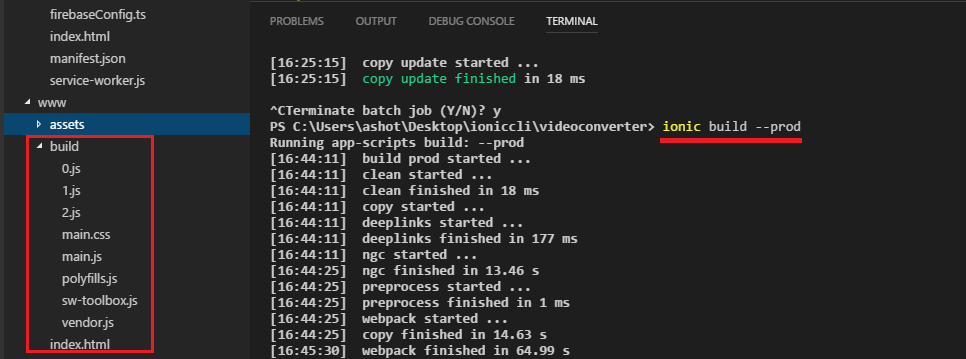 firebaseConfig.ts
index.html
manifest.json
service-worker.js
www
assets
build
0.js
1.js
2.js
main.css
main.js
polyfills.js
sw-toolbox.js
vendor.js
index.html
PROBLEMS OUTPUT DEBUG CONSOLE TERMINAL
[16:25:15] copy update started ...
[16:25:15] copy update finished in 18 ms
^CTerminate batch job (Y/N)? y
PS C:\Users\ashot\Desktop\ioniccli\videoconverter> ionic build --prod
Running app-scripts build: --prod
[16:44:11] build prod started ...
[16:44:11] clean started ...
[16:44:11] clean finished in 18 ms
[16:44:11] copy started ...
[16:44:11] deeplinks started ...
[16:44:11] deeplinks finished in 177 ms
[16:44:11] ngc started ...
[16:44:25] ngc finished in 13.46 s
[16:44:25] preprocess started ...
[16:44:25] preprocess finished in 1 ms
[16:44:25] webpack started ...
[16:44:25] copy finished in 14.63 s
[16:45:30] webpack finished in 64.99 s